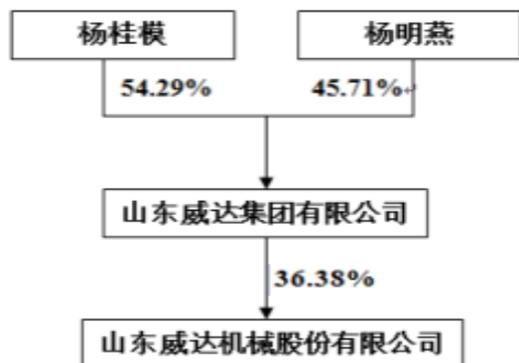 杨桂模
杨明燕
54.29%
45.71%↵
山东威达集团有限公司
36.38%
山东威达机械股份有限公司